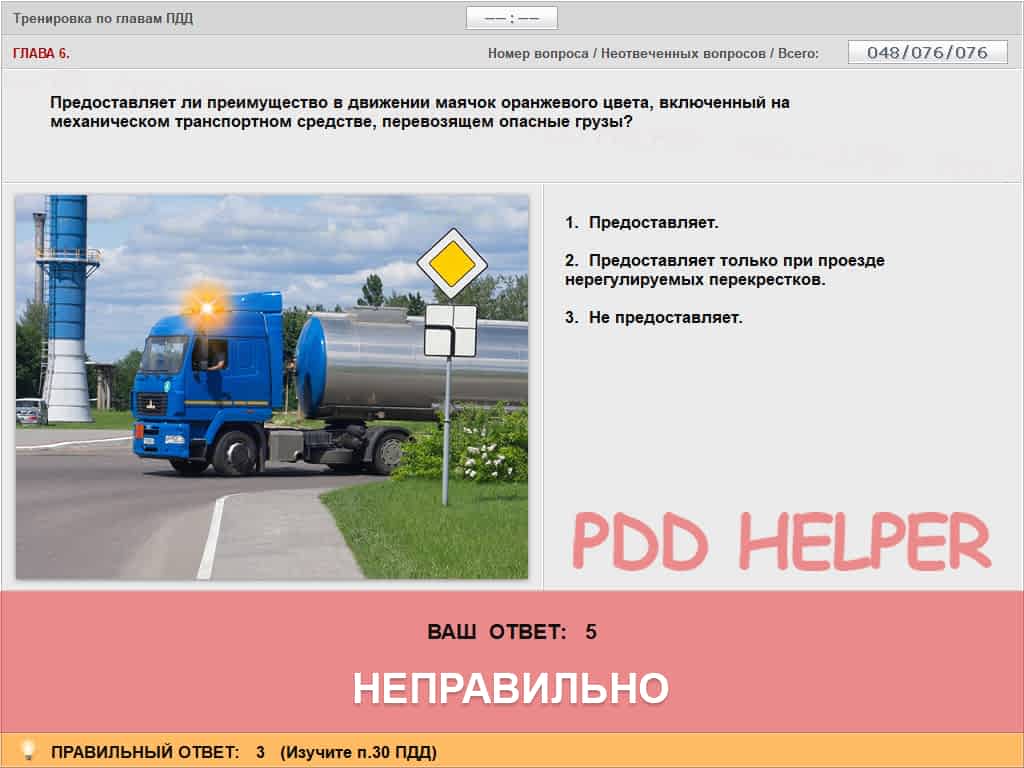 Тренировка по главам ПДД
–– : ––
ГЛАВА 6.
Номер вопроса / Неотвеченных вопросов / Всего:
048/076/076
Предоставляет ли преимущество в движении маячок оранжевого цвета, включенный на
механическом транспортном средстве, перевозящем опасные грузы?
1. Предоставляет.
2. Предоставляет только при проезде
нерегулируемых перекрестков.
3. Не предоставляет.
PDD HELPER
ВАШ ОТВЕТ: 5
НЕПРАВИЛЬНО
ПРАВИЛЬНЫЙ ОТВЕТ: 3 (Изучите п.30 ПДД)